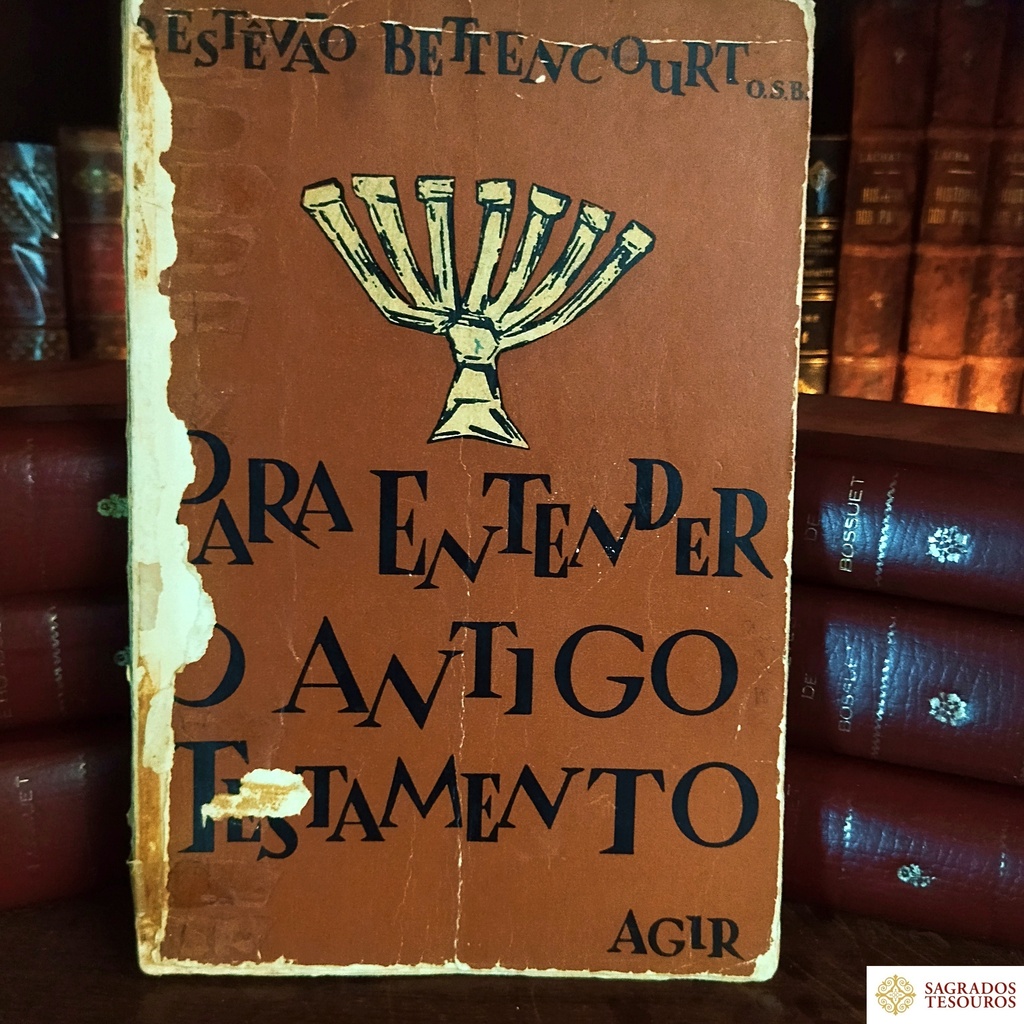 ESTÊVÃO BETTENCOURT O.S.B.
PARA ENTENDER
O ANTIGO
TESTAMENTO
AGIR
DE
BOSSUET
DE
BOSSUET
SAGRADOS
TESOUROS